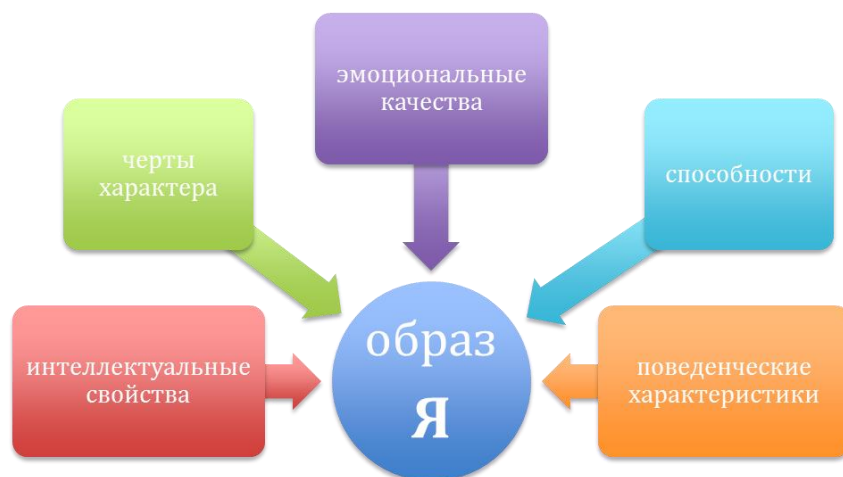 эмоциональные
качества
черты
характера
способности
интеллектуальные
свойства
образ
Я
поведенческие
характеристики